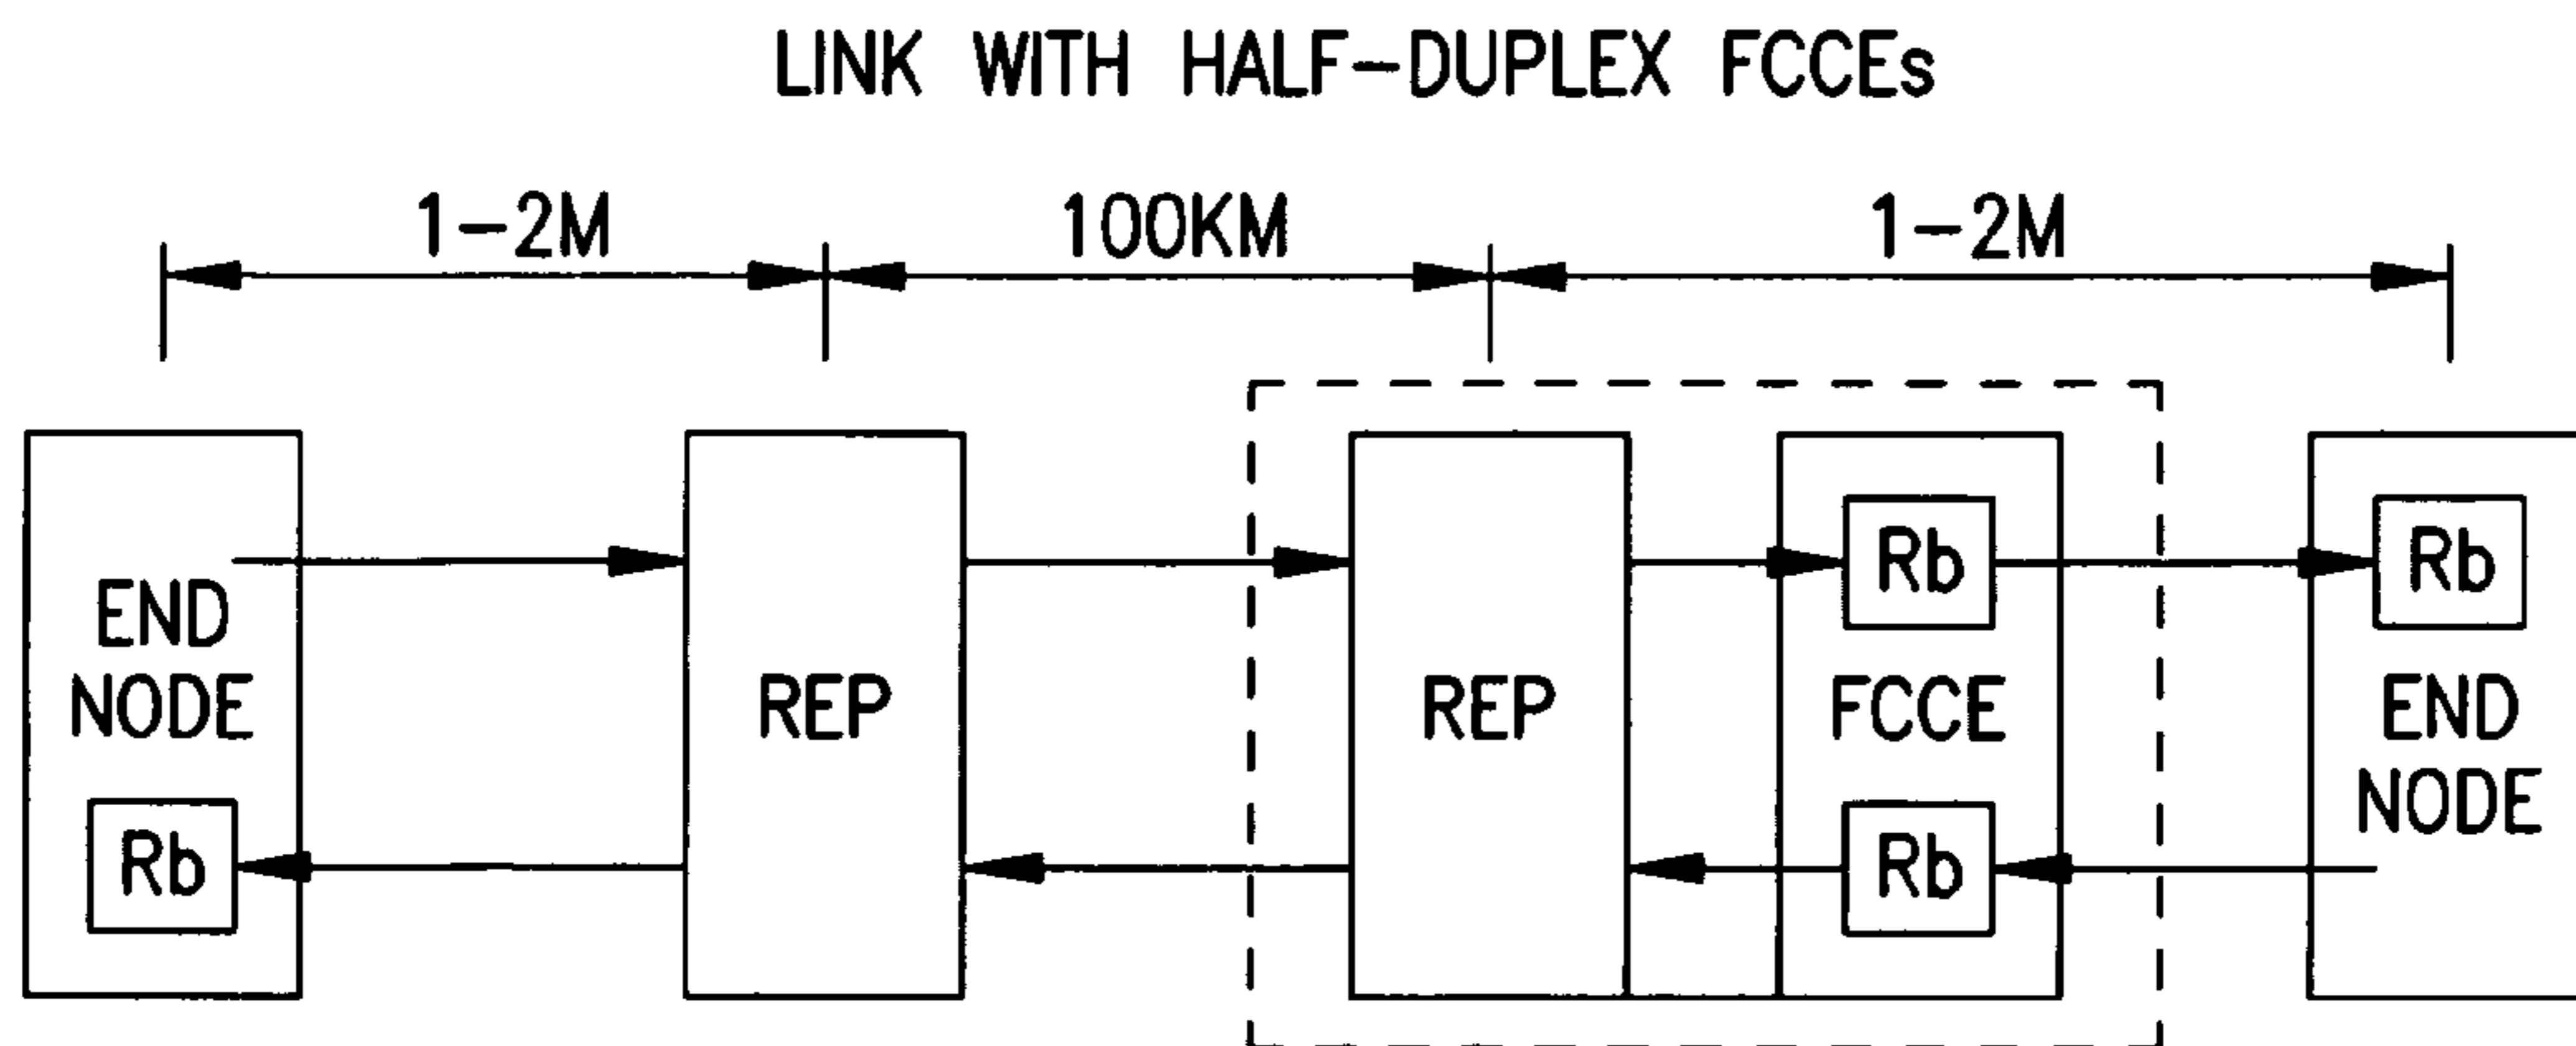 LINK WITH HALF-DUPLEX FCCEs
1-2M
100KM
1-2M
END
NODE
Rb
REP
REP
Rb
FCCE
Rb
Rb
END
NODE